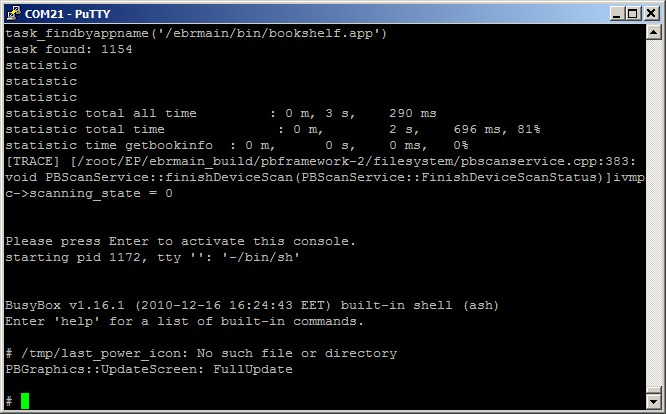 COM21 - PuTTY
task_findbyappname('/ebrmain/bin/bookshelf.app')
task found: 1154
statistic
statistic
statistic
statistic total all time         : 0 m, 3 s,    290 ms
statistic total time              : 0 m,        2 s,    696 ms, 81%
statistic time getbookinfo  : 0 m,      0 s,    0 ms,   0%
[TRACE] [/root/EP/ebrmain_build/pbframework-2/filesystem/pbscanservice.cpp:383:
void PBScanService::finishDeviceScan(PBScanService::FinishDeviceScanStatus)]ivmp
c->scanning_state = 0
Please press Enter to activate this console.
starting pid 1172, tty '': '-/bin/sh'
BusyBox v1.16.1 (2010-12-16 16:24:43 EET) built-in shell (ash)
Enter 'help' for a list of built-in commands.
# /tmp/last_power_icon: No such file or directory
PBGraphics::UpdateScreen: FullUpdate
#